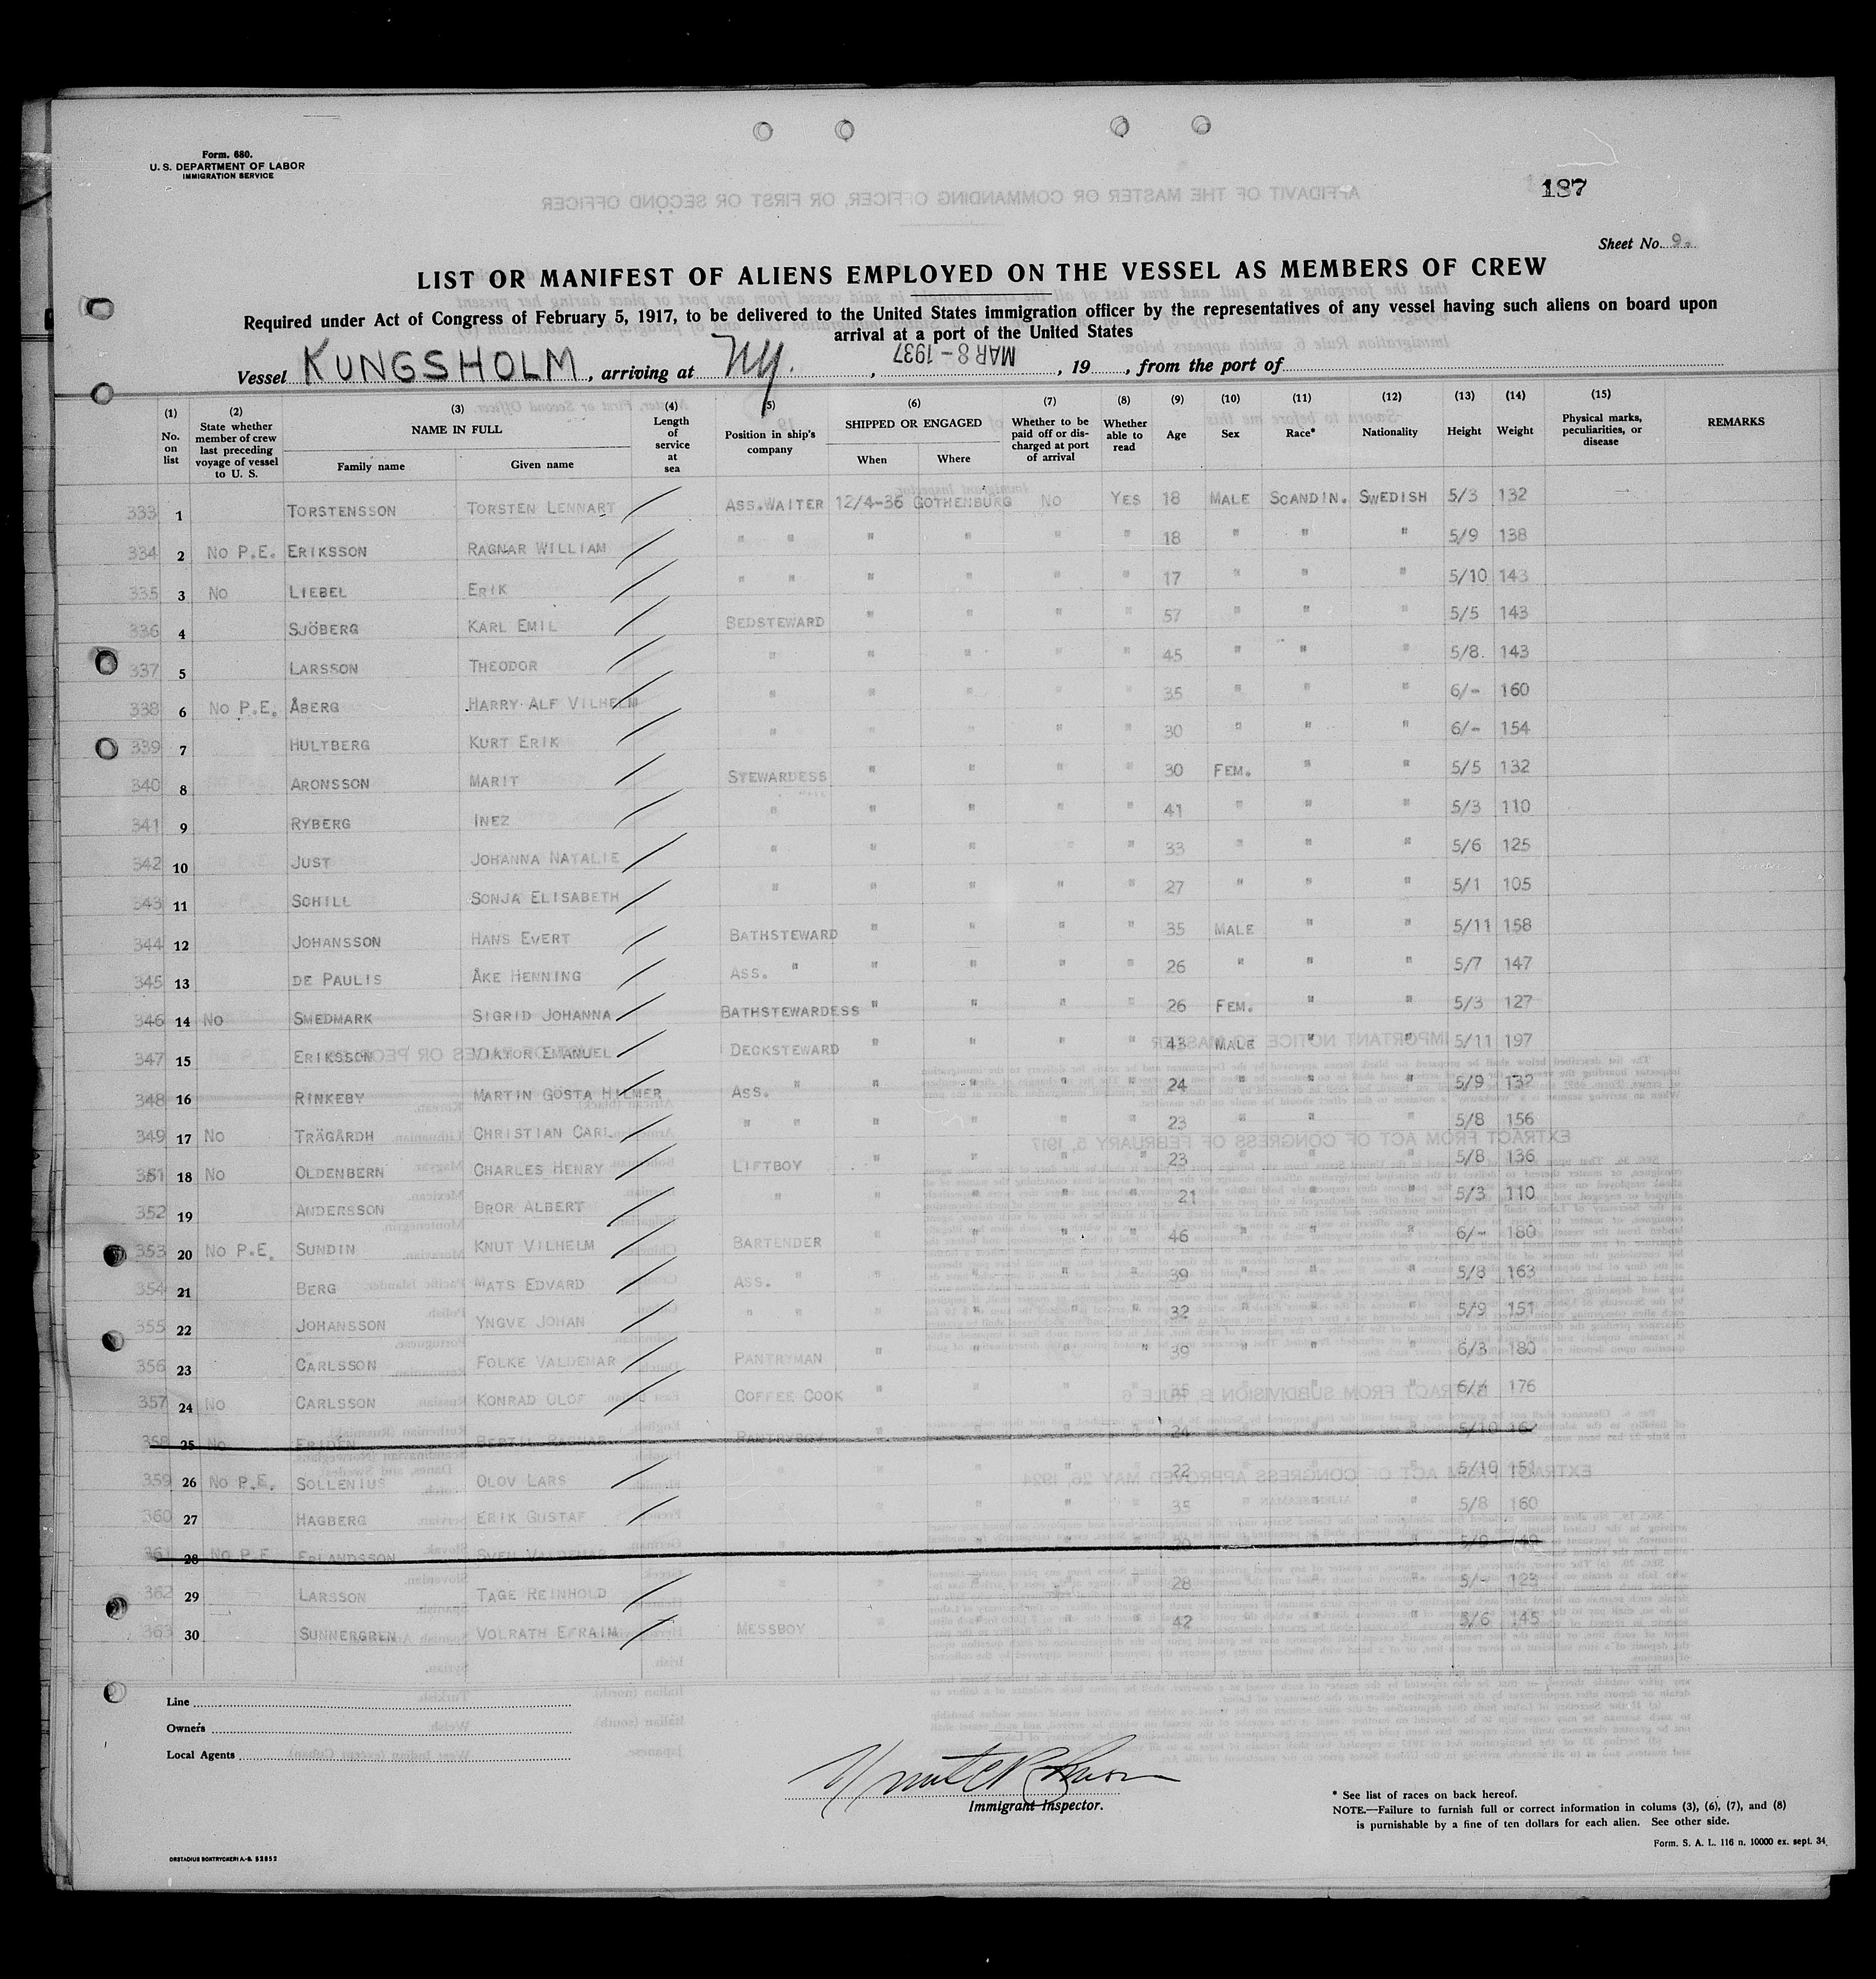 Form. 680.
U. S. DEPARTMENT OF LABOR
IMMIGRATION SERVICE
187
Sheet No. 9.
LIST OR MANIFEST OF ALIENS EMPLOYED ON THE VESSEL AS MEMBERS OF CREW
Required under Act of Congress of February 5, 1917, to be delivered to the United States immigration officer by the representatives of any vessel having such aliens on board upon
arrival at a port of the United States
Vessel KUNGSHOLM, arriving at NY. , MAR 8 - 1937 , 19 , from the port of
(1) No. on list (2) State whether member of crew last preceding voyage of vessel to U. S. (3) NAME IN FULL Family name Given name (4) Length of service at sea (5) Position in ship's company (6) SHIPPED OR ENGAGED When Where (7) Whether to be paid off or discharged at port of arrival (8) Whether able to read (9) Age (10) Sex (11) Race* (12) Nationality (13) Height (14) Weight (15) Physical marks, peculiarities, or disease REMARKS
333 1 TORSTENSSON TORSTEN LENNART ASS.WAITER 12/4-36 GOTHENBURG NO YES 18 MALE SCANDIN. SWEDISH 5/3 132
334 2 NO P.E. ERIKSSON RAGNAR WILLIAM " " " " " " 18 " " " 5/9 138
335 3 NO LIEBEL ERIK " " " " " " 17 " " " 5/10 143
336 4 SJÖBERG KARL EMIL BEDSTEWARD " " " " 57 " " " 5/5 143
337 5 LARSSON THEODOR " " " " " 45 " " " 5/8. 143
338 6 NO P.E. ÅBERG HARRY ALF VILHELM " " " " " 35 " " " 6/- 160
339 7 HULTBERG KURT ERIK " " " " " 30 " " " 6/- 154
340 8 ARONSSON MARIT STEWARDESS " " " " 30 FEM. " " 5/5 132
341 9 RYBERG INEZ " " " " " 41 " " " 5/3 110
342 10 JUST JOHANNA NATALIE " " " " " 33 " " " 5/6 125
343 11 SCHILL SONJA ELISABETH " " " " " 27 " " " 5/1 105
344 12 JOHANSSON HANS EVERT BATHSTEWARD " " " " 35 MALE " " 5/11 158
345 13 DE PAULIS ÅKE HENNING ASS. " " " " " 26 " " " 5/7 147
346 14 NO SMEDMARK SIGRID JOHANNA BATHSTEWARDESS " " " " 26 FEM. " " 5/3 127
347 15 ERIKSSON VIKTOR EMANUEL DECKSTEWARD " " " " 43 MALE " " 5/11 197
348 16 RINKEBY MARTIN GÖSTA HILMER ASS. " " " " " 24 " " " 5/9 132
349 17 NO TRÄGÅRDH CHRISTIAN CARL " " " " " " 23 " " " 5/8 156
351 18 NO OLDENBERN CHARLES HENRY LIFTBOY " " " " 23 " " " 5/8 136
352 19 ANDERSSON BROR ALBERT " " " " " 21 " " " 5/3 110
353 20 NO P.E. SUNDIN KNUT VILHELM BARTENDER " " " " 46 " " " 6/- 180
354 21 BERG MATS EDVARD ASS. " " " " " 39 " " " 5/8 163
355 22 JOHANSSON YNGVE JOHAN " " " " " " 32 " " " 5/9 151
356 23 CARLSSON FOLKE VALDEMAR PANTRYMAN " " " " 39 " " " 6/3 180
357 24 NO CARLSSON KONRAD OLOF COFFEE COOK " " " " 35 " " " 176
358 25 NO FRIDEN BERTIL RAGNAR PANTRYBOY " " " " 24 " " " 5/10 162
359 26 NO P.E. SOLLENIUS OLOV LARS " " " " " 22 " " " 5/10 151
360 27 HAGBERG ERIK GUSTAF " " " " " 35 " " " 5/8 160
361 28 NO P.E. ERLANDSSON SVEN VALDEMAR " " " " " 30 " " " 149
362 29 LARSSON TAGE REINHOLD " " " " " 28 " " " 5/- 123
363 30 SUNNERGREN VOLRATH EFRAIM MESSBOY " " " " 42 " " " 5/6 145
Line
Owners
Local Agents
Immigrant Inspector.
* See list of races on back hereof.
NOTE.—Failure to furnish full or correct information in colums (3), (6), (7), and (8)
is punishable by a fine of ten dollars for each alien. See other side.
Form. S. A. L. 116 n. 10000 ex. sept. 34.
ORSTADIUS BOKTRYCKERI A.-B. 52852